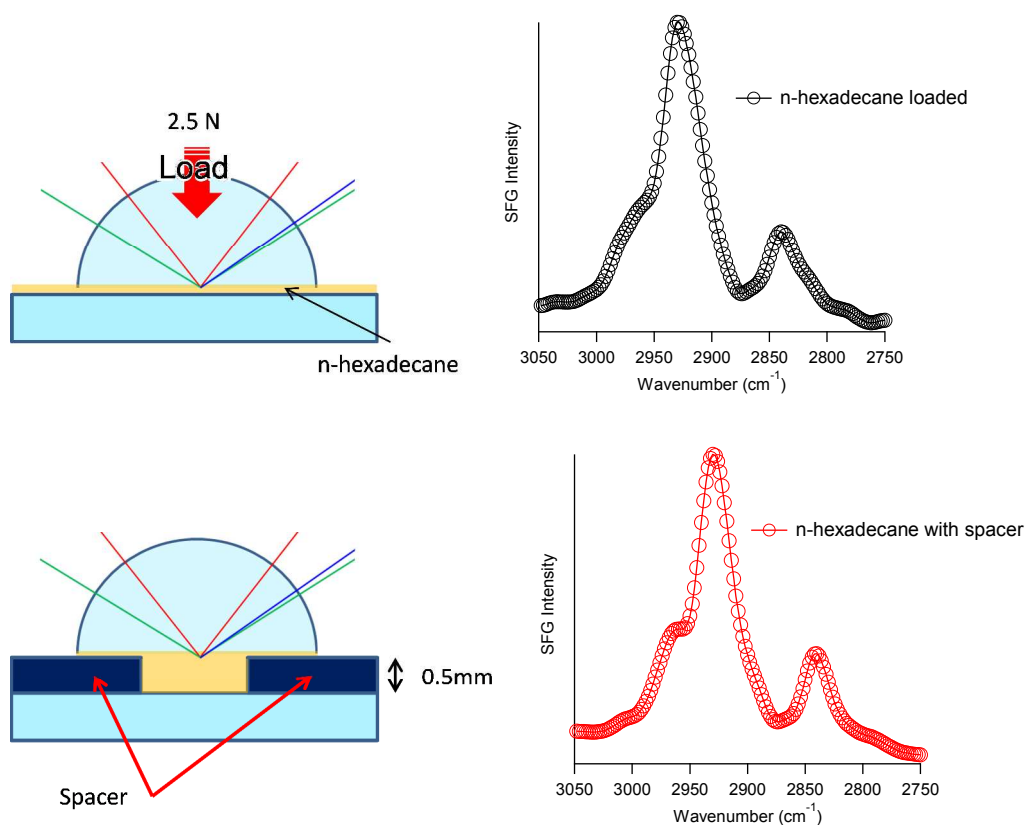 2.5 N
Load
n-hexadecane
SFG Intensity
n-hexadecane loaded
3050 3000 2950 2900 2850 2800 2750
Wavenumber (cm⁻¹)
0.5mm
Spacer
SFG Intensity
n-hexadecane with spacer
3050 3000 2950 2900 2850 2800 2750
Wavenumber (cm⁻¹)